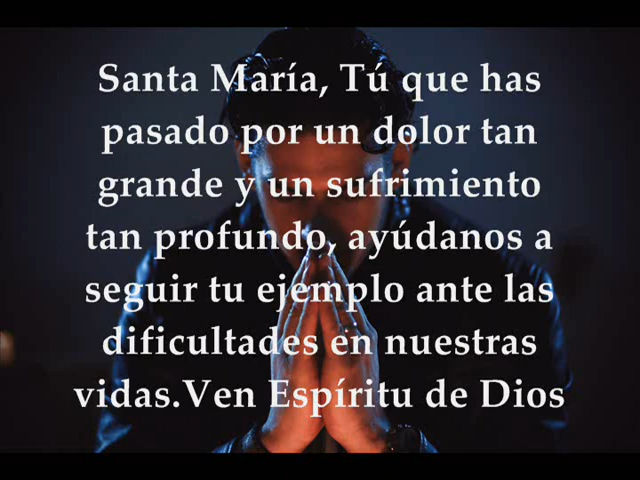 Santa María, Tú que has
pasado por un dolor tan
grande y un sufrimiento
tan profundo, ayúdanos a
seguir tu ejemplo ante las
dificultades en nuestras
vidas.Ven Espíritu de Dios